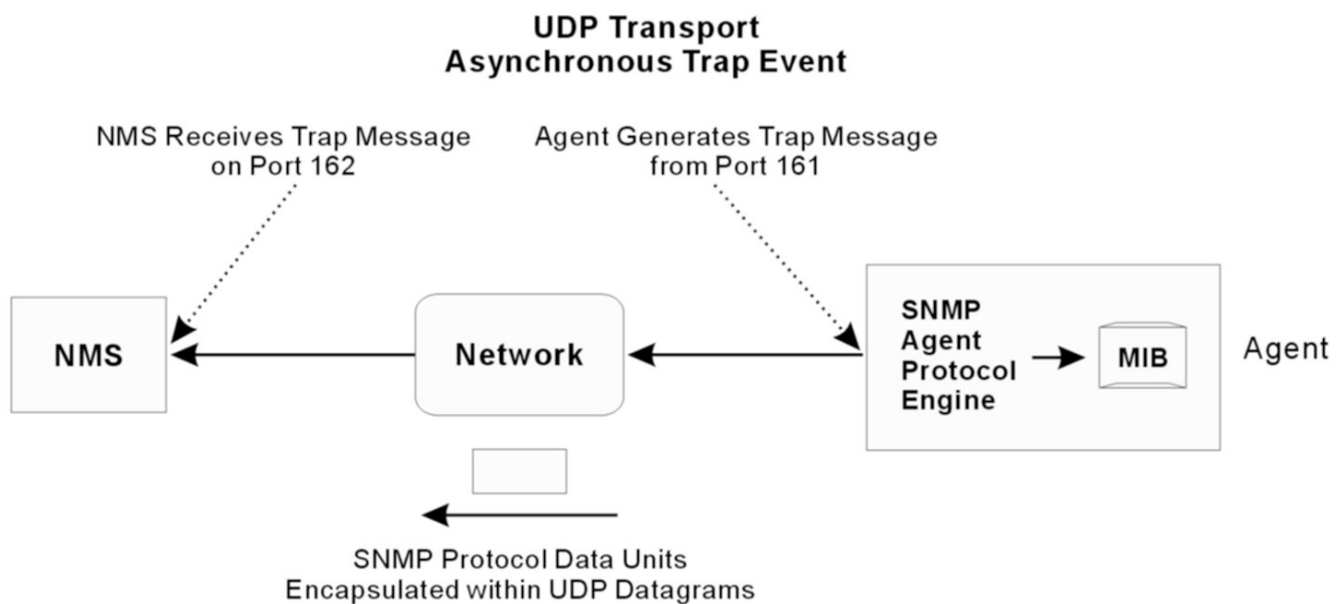 UDP Transport
Asynchronous Trap Event
NMS Receives Trap Message
on Port 162
Agent Generates Trap Message
from Port 161
NMS
Network
SNMP
Agent
Protocol
Engine
MIB
Agent
SNMP Protocol Data Units
Encapsulated within UDP Datagrams